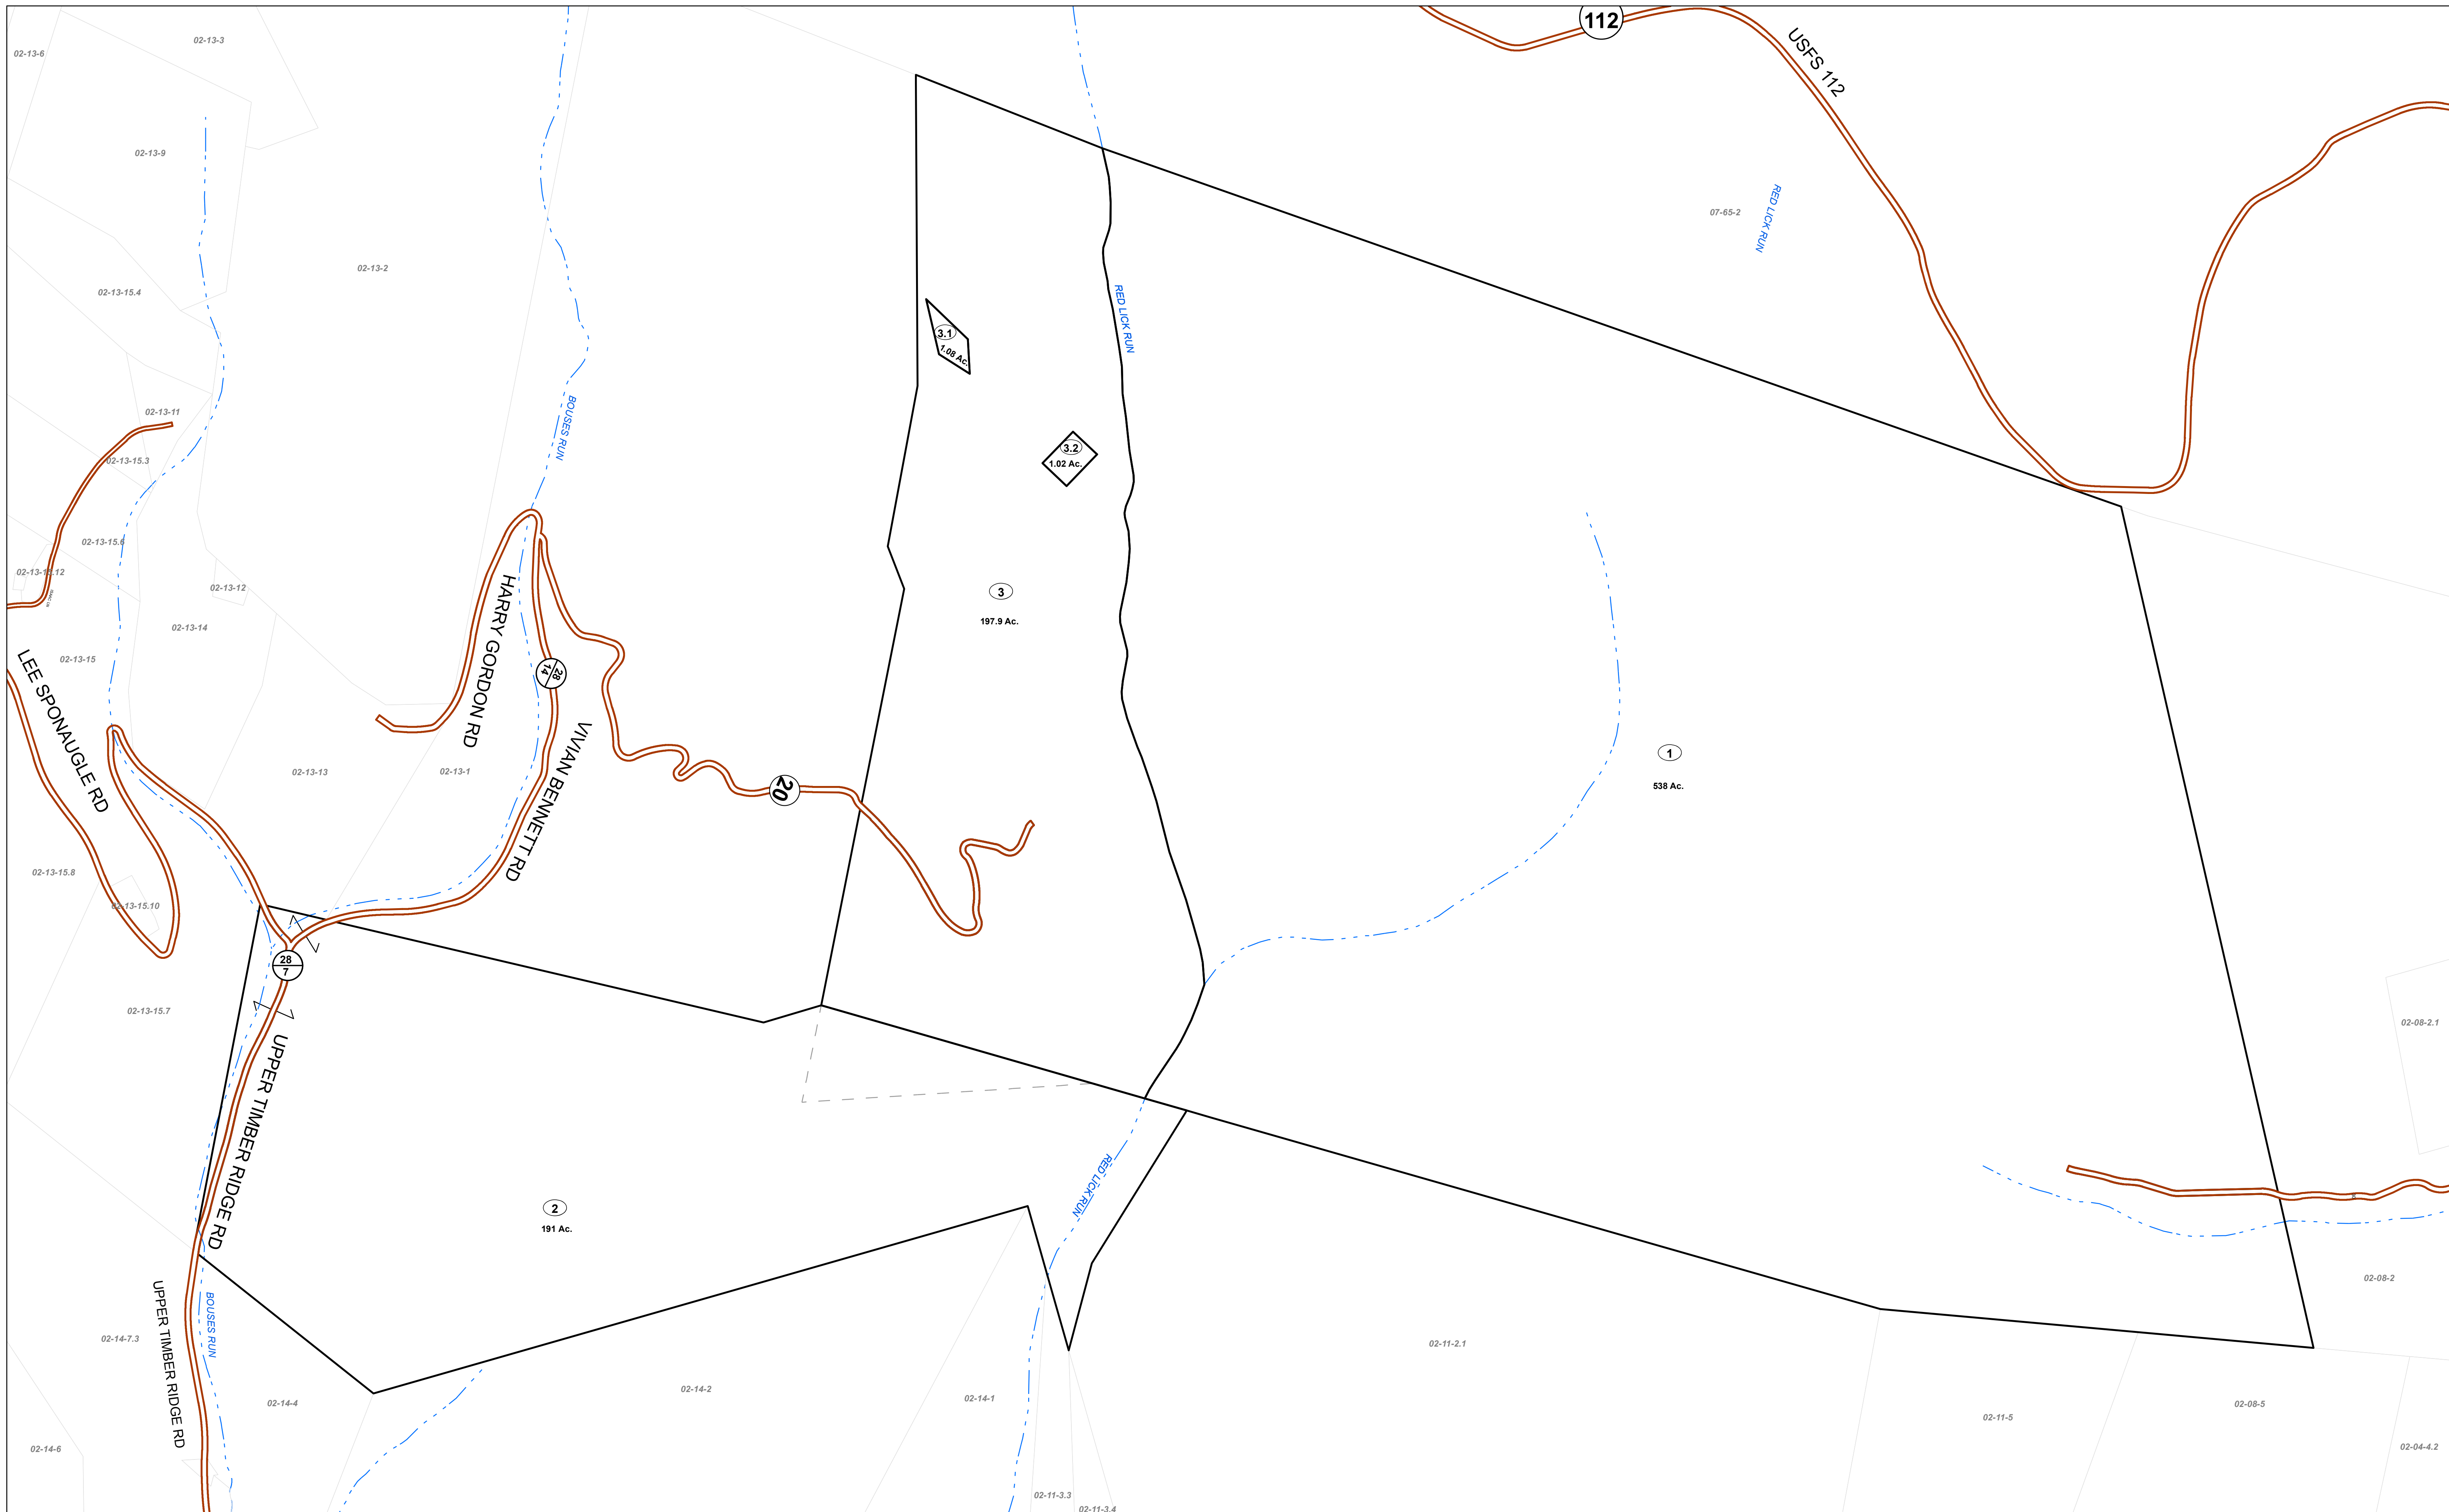 112
USFS 112
02-13-3
02-13-6
02-13-9
07-65-2
RED LICK RUN
02-13-2
02-13-15.4
RED LICK RUN
3.1
1.08 Ac.
BOUSES RUN
02-13-11
3.2
1.02 Ac.
02-13-15.3
02-13-15.6
02-13-12
3
197.9 Ac.
02-13-14
HARRY GORDON RD
02-13-15
LEE SPONAUGLE RD
28
14
VIVIAN BENNETT RD
1
538 Ac.
02-13-13
02-13-1
20
02-13-15.8
02-13-15.10
28
7
02-13-15.7
02-08-2.1
UPPER TIMBER RIDGE RD
RED LICK RUN
2
191 Ac.
02-08-2
UPPER TIMBER RIDGE RD
BOUSES RUN
02-14-7.3
02-11-2.1
02-14-2
02-14-1
02-14-4
02-08-5
02-11-5
02-14-6
02-04-4.2
02-11-3.3
02-11-3.4